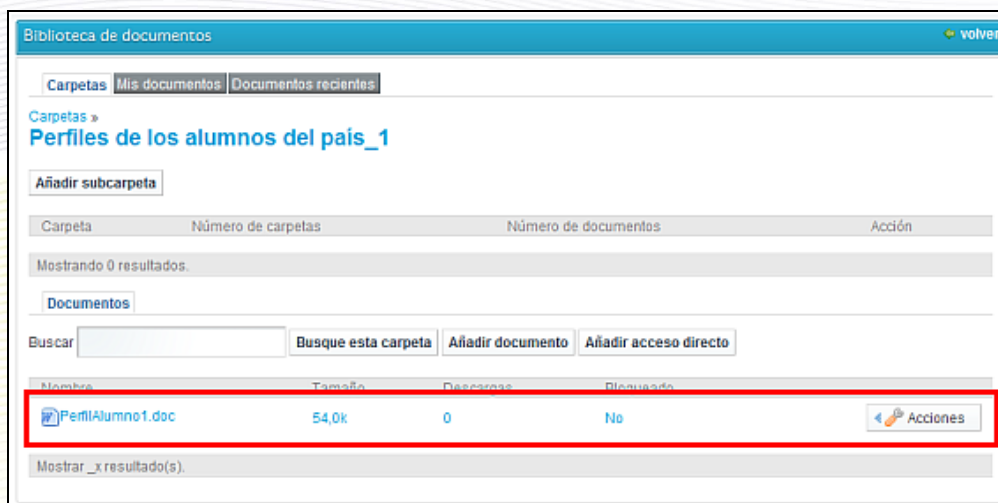 Biblioteca de documentos volver
Carpetas Mis documentos Documentos recientes
Carpetas »
Perfiles de los alumnos del país_1
Añadir subcarpeta
Carpeta Número de carpetas Número de documentos Acción
Mostrando 0 resultados.
Documentos
Buscar Busque esta carpeta Añadir documento Añadir acceso directo
Nombre Tamaño Descargas Bloqueado
PerfilAlumno1.doc 54,0k 0 No Acciones
Mostrar _x resultado(s).